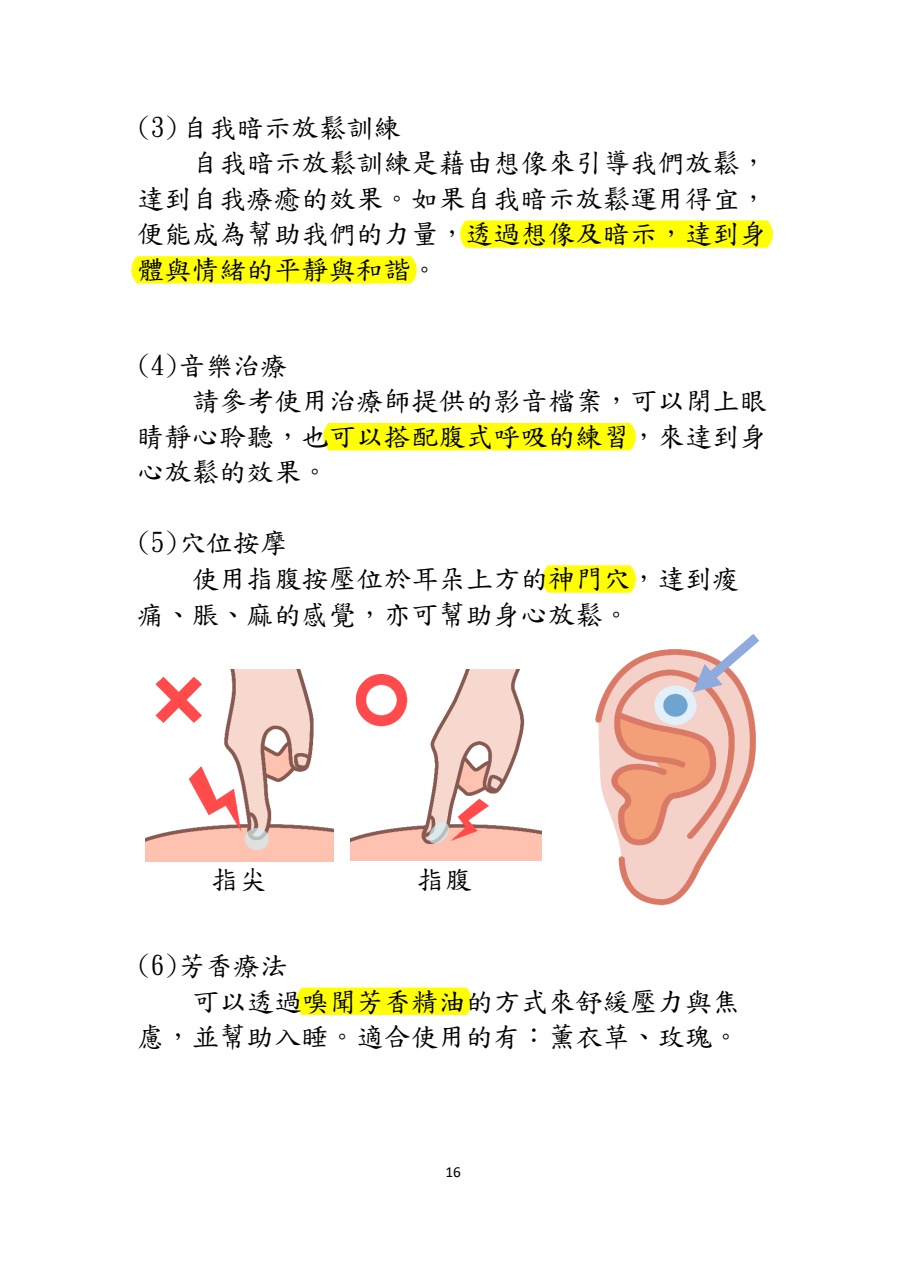 (3)自我暗示放鬆訓練
自我暗示放鬆訓練是藉由想像來引導我們放鬆，
達到自我療癒的效果。如果自我暗示放鬆運用得宜，
便能成為幫助我們的力量，透過想像及暗示，達到身
體與情緒的平靜與和諧。
(4)音樂治療
請參考使用治療師提供的影音檔案，可以閉上眼
睛靜心聆聽，也可以搭配腹式呼吸的練習，來達到身
心放鬆的效果。
(5)穴位按摩
使用指腹按壓位於耳朵上方的神門穴，達到痠
痛、脹、麻的感覺，亦可幫助身心放鬆。
指尖
指腹
(6)芳香療法
可以透過嗅聞芳香精油的方式來舒緩壓力與焦
慮，並幫助入睡。適合使用的有：薰衣草、玫瑰。
16